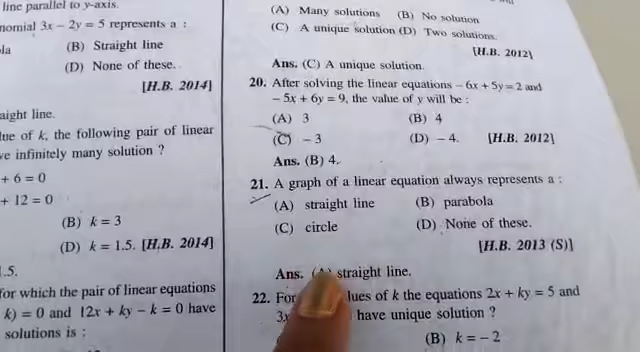 line parallel to y-axis.
nomial 3x − 2y = 5 represents a :
(B) Straight line
(D) None of these.
[H.B. 2014]
aight line.
lue of k, the following pair of linear
ve infinitely many solution ?
+ 6 = 0
+ 12 = 0
(B) k = 3
(D) k = 1.5. [H.B. 2014]
.5.
for which the pair of linear equations
k) = 0 and 12x + ky − k = 0 have
solutions is :
(A) Many solutions (B) No solution
(C) A unique solution (D) Two solutions.
[H.B. 2012]
Ans. (C) A unique solution.
20. After solving the linear equations − 6x + 5y = 2 and
− 5x + 6y = 9, the value of y will be :
(A) 3 (B) 4
(C) − 3 (D) − 4. [H.B. 2012]
Ans. (B) 4.
21. A graph of a linear equation always represents a :
(A) straight line (B) parabola
(C) circle (D) None of these.
[H.B. 2013 (S)]
Ans. (A) straight line.
22. For lues of k the equations 2x + ky = 5 and
3x have unique solution ?
(B) k = − 2